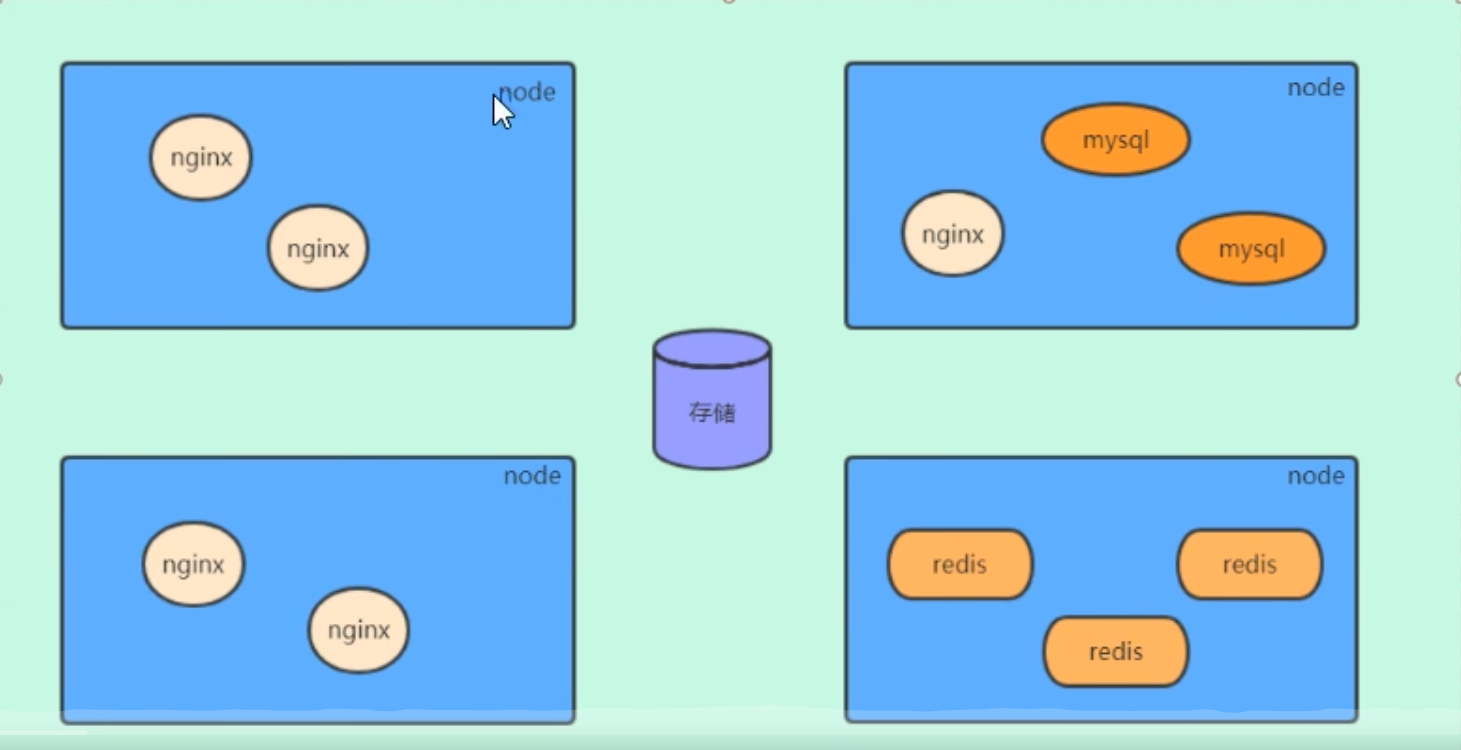 node
nginx
nginx
node
mysql
nginx
mysql
存储
node
nginx
nginx
node
redis
redis
redis